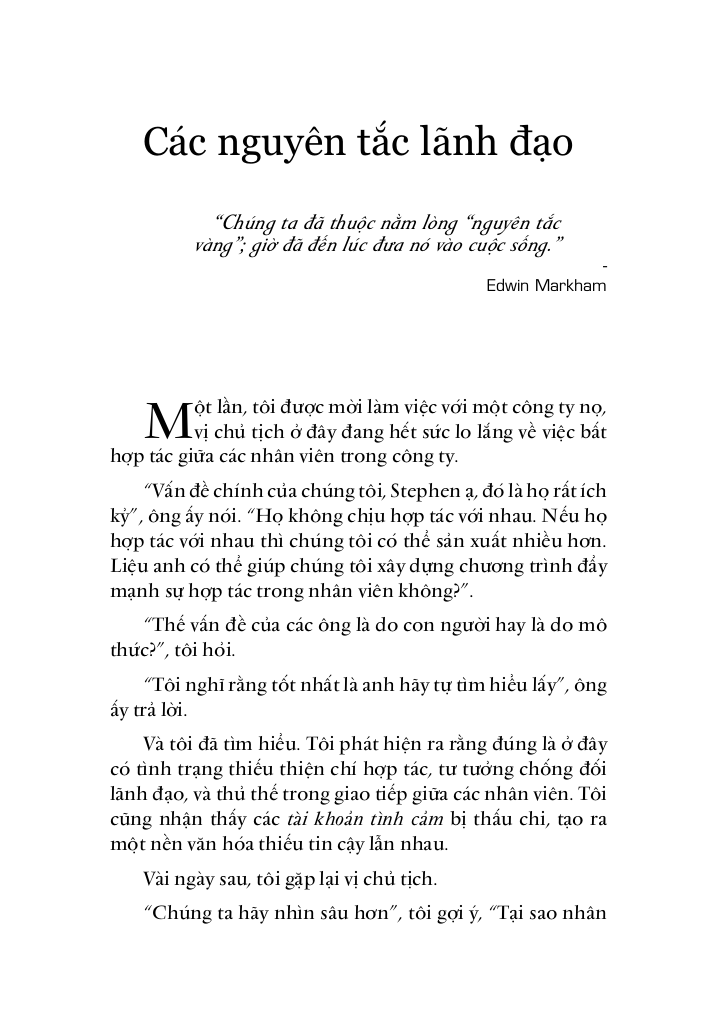 Các nguyên tắc lãnh đạo
“Chúng ta đã thuộc nằm lòng “nguyên tắc
vàng”; giờ đã đến lúc đưa nó vào cuộc sống.”
-
Edwin Markham
Một lần, tôi được mời làm việc với một công ty nọ,
vị chủ tịch ở đây đang hết sức lo lắng về việc bất
hợp tác giữa các nhân viên trong công ty.
“Vấn đề chính của chúng tôi, Stephen ạ, đó là họ rất ích
kỷ”, ông ấy nói. “Họ không chịu hợp tác với nhau. Nếu họ
hợp tác với nhau thì chúng tôi có thể sản xuất nhiều hơn.
Liệu anh có thể giúp chúng tôi xây dựng chương trình đẩy
mạnh sự hợp tác trong nhân viên không?”.
“Thế vấn đề của các ông là do con người hay là do mô
thức?”, tôi hỏi.
“Tôi nghĩ rằng tốt nhất là anh hãy tự tìm hiểu lấy”, ông
ấy trả lời.
Và tôi đã tìm hiểu. Tôi phát hiện ra rằng đúng là ở đây
có tình trạng thiếu thiện chí hợp tác, tư tưởng chống đối
lãnh đạo, và thủ thế trong giao tiếp giữa các nhân viên. Tôi
cũng nhận thấy các tài khoản tình cảm bị thấu chi, tạo ra
một nền văn hóa thiếu tin cậy lẫn nhau.
Vài ngày sau, tôi gặp lại vị chủ tịch.
“Chúng ta hãy nhìn sâu hơn”, tôi gợi ý, “Tại sao nhân